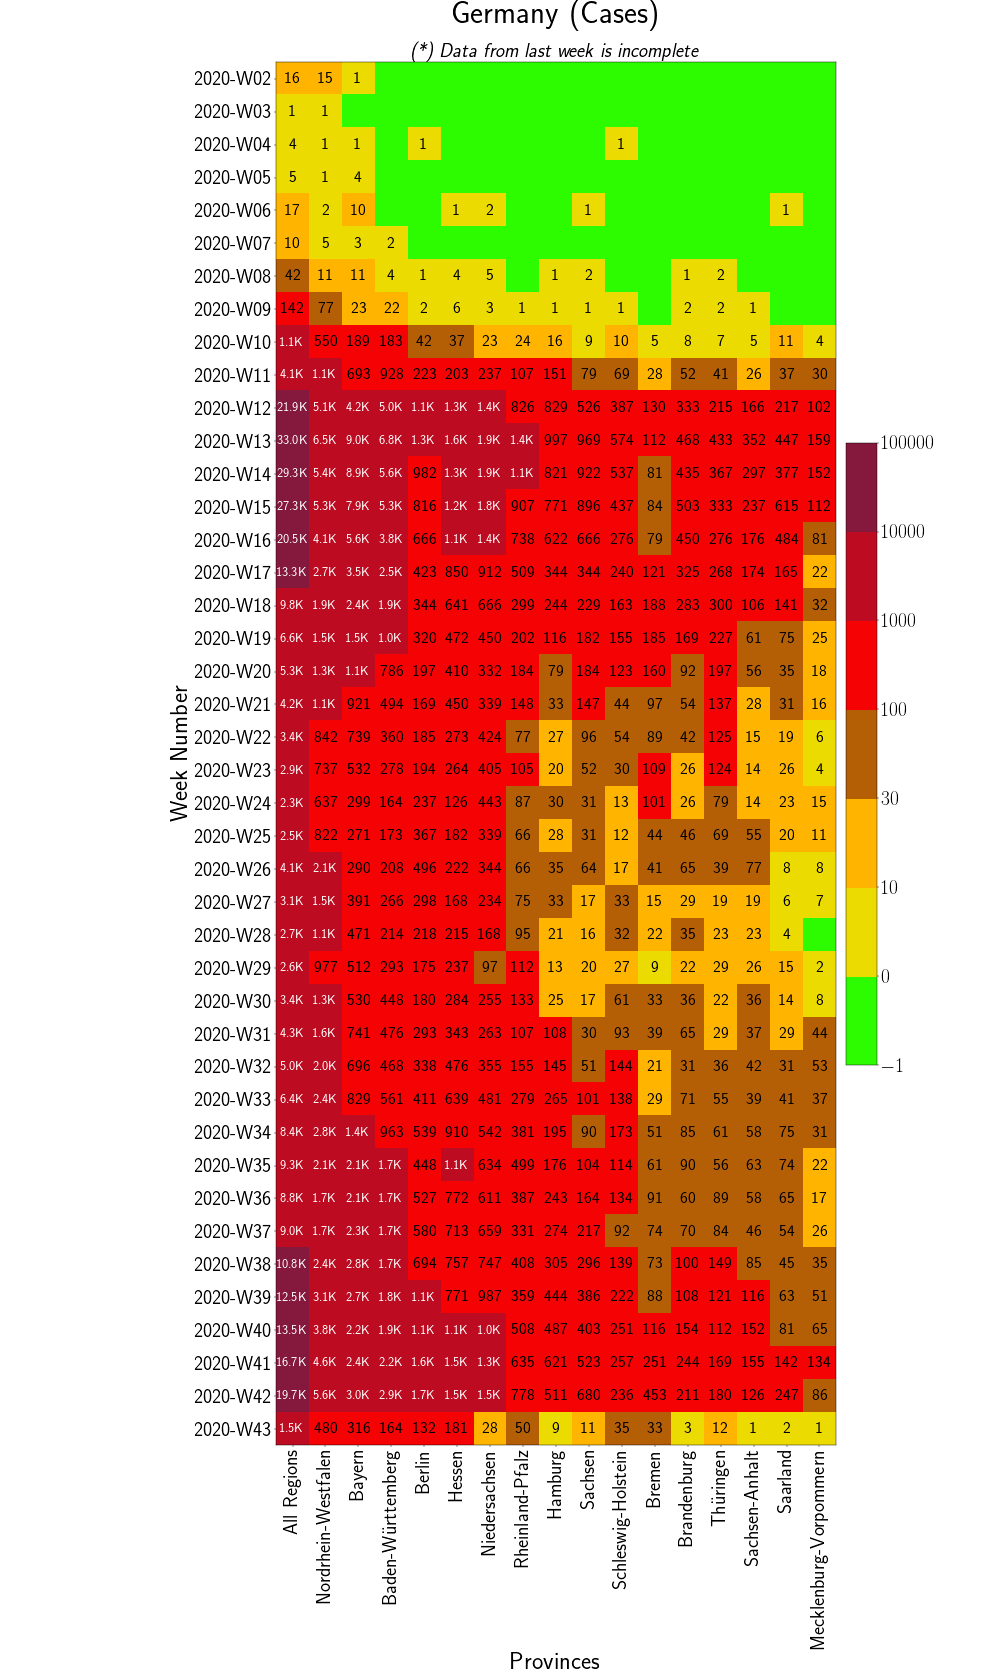 Germany (Cases)
(*) Data from last week is incomplete
2020-W02 16 15 1
2020-W03 1 1
2020-W04 4 1 1 1 1
2020-W05 5 1 4
2020-W06 17 2 10 1 2 1 1
2020-W07 10 5 3 2
2020-W08 42 11 11 4 1 4 5 1 2 1 2
2020-W09 142 77 23 22 2 6 3 1 1 1 1 2 2 1
2020-W10 1.1K 550 189 183 42 37 23 24 16 9 10 5 8 7 5 11 4
2020-W11 4.1K 1.1K 693 928 223 203 237 107 151 79 69 28 52 41 26 37 30
2020-W12 21.9K 5.1K 4.2K 5.0K 1.1K 1.3K 1.4K 826 829 526 387 130 333 215 166 217 102
2020-W13 33.0K 6.5K 9.0K 6.8K 1.3K 1.6K 1.9K 1.4K 997 969 574 112 468 433 352 447 159
2020-W14 29.3K 5.4K 8.9K 5.6K 982 1.3K 1.9K 1.1K 821 922 537 81 435 367 297 377 152
2020-W15 27.3K 5.3K 7.9K 5.3K 816 1.2K 1.8K 907 771 896 437 84 503 333 237 615 112
2020-W16 20.5K 4.1K 5.6K 3.8K 666 1.1K 1.4K 738 622 666 276 79 450 276 176 484 81
2020-W17 13.3K 2.7K 3.5K 2.5K 423 850 912 509 344 344 240 121 325 268 174 165 22
2020-W18 9.8K 1.9K 2.4K 1.9K 344 641 666 299 244 229 163 188 283 300 106 141 32
2020-W19 6.6K 1.5K 1.5K 1.0K 320 472 450 202 116 182 155 185 169 227 61 75 25
2020-W20 5.3K 1.3K 1.1K 786 197 410 332 184 79 184 123 160 92 197 56 35 18
2020-W21 4.2K 1.1K 921 494 169 450 339 148 33 147 44 97 54 137 28 31 16
2020-W22 3.4K 842 739 360 185 273 424 77 27 96 54 89 42 125 15 19 6
2020-W23 2.9K 737 532 278 194 264 405 105 20 52 30 109 26 124 14 26 4
2020-W24 2.3K 637 299 164 237 126 443 87 30 31 13 101 26 79 14 23 15
2020-W25 2.5K 822 271 173 367 182 339 66 28 31 12 44 46 69 55 20 11
2020-W26 4.1K 2.1K 290 208 496 222 344 66 35 64 17 41 65 39 77 8 8
2020-W27 3.1K 1.5K 391 266 298 168 234 75 33 17 33 15 29 19 19 6 7
2020-W28 2.7K 1.1K 471 214 218 215 168 95 21 16 32 22 35 23 23 4
2020-W29 2.6K 977 512 293 175 237 97 112 13 20 27 9 22 29 26 15 2
2020-W30 3.4K 1.3K 530 448 180 284 255 133 25 17 61 33 36 22 36 14 8
2020-W31 4.3K 1.6K 741 476 293 343 263 107 108 30 93 39 65 29 37 29 44
2020-W32 5.0K 2.0K 696 468 338 476 355 155 145 51 144 21 31 36 42 31 53
2020-W33 6.4K 2.4K 829 561 411 639 481 279 265 101 138 29 71 55 39 41 37
2020-W34 8.4K 2.8K 1.4K 963 539 910 542 381 195 90 173 51 85 61 58 75 31
2020-W35 9.3K 2.1K 2.1K 1.7K 448 1.1K 634 499 176 104 114 61 90 56 63 74 22
2020-W36 8.8K 1.7K 2.1K 1.7K 527 772 611 387 243 164 134 91 60 89 58 65 17
2020-W37 9.0K 1.7K 2.3K 1.7K 580 713 659 331 274 217 92 74 70 84 46 54 26
2020-W38 10.8K 2.4K 2.8K 1.7K 694 757 747 408 305 296 139 73 100 149 85 45 35
2020-W39 12.5K 3.1K 2.7K 1.8K 1.1K 771 987 359 444 386 222 88 108 121 116 63 51
2020-W40 13.5K 3.8K 2.2K 1.9K 1.1K 1.1K 1.0K 508 487 403 251 116 154 112 152 81 65
2020-W41 16.7K 4.6K 2.4K 2.2K 1.6K 1.5K 1.3K 635 621 523 257 251 244 169 155 142 134
2020-W42 19.7K 5.6K 3.0K 2.9K 1.7K 1.5K 1.5K 778 511 680 236 453 211 180 126 247 86
2020-W43 1.5K 480 316 164 132 181 28 50 9 11 35 33 3 12 1 2 1
Week Number
All Regions
Nordrhein-Westfalen
Bayern
Baden-Württemberg
Berlin
Hessen
Niedersachsen
Rheinland-Pfalz
Hamburg
Sachsen
Schleswig-Holstein
Bremen
Brandenburg
Thüringen
Sachsen-Anhalt
Saarland
Mecklenburg-Vorpommern
Provinces
100000
10000
1000
100
30
10
0
−1